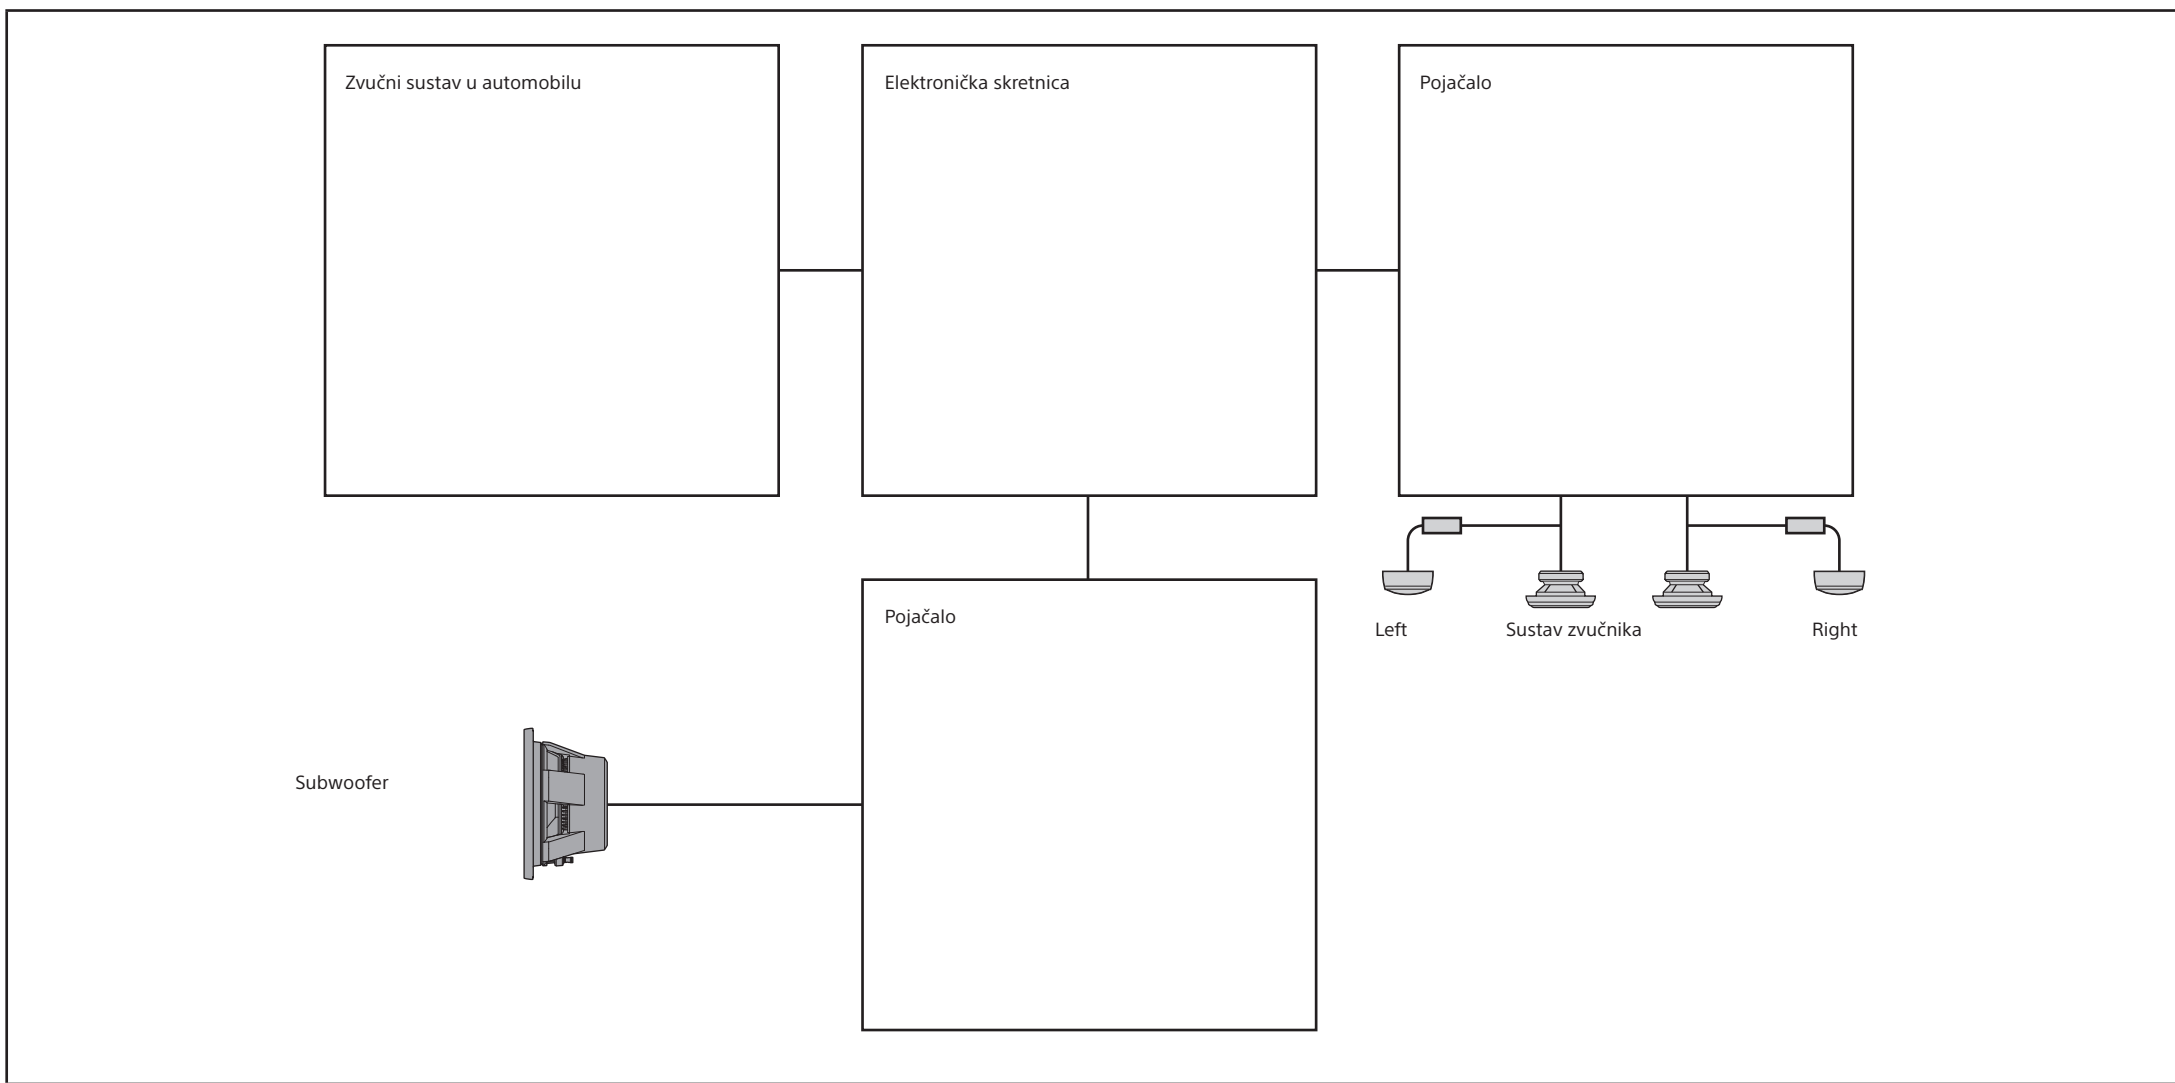 Zvučni sustav u automobilu
Elektronička skretnica
Pojačalo
Left
Sustav zvučnika
Right
Pojačalo
Subwoofer